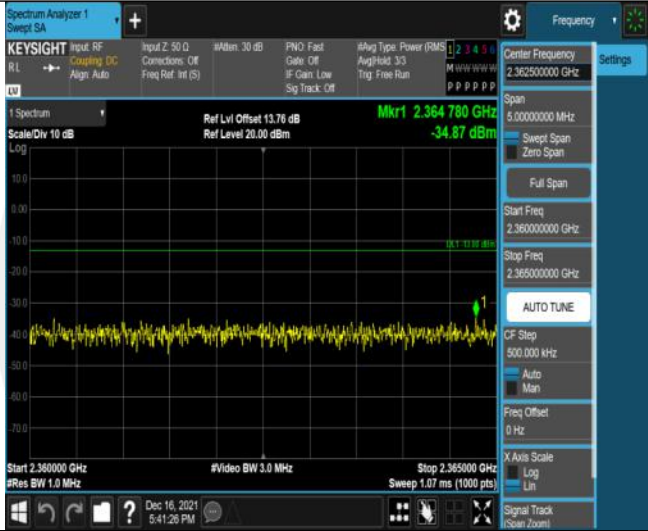 Spectrum Analyzer 1
Swept SA
+
Frequency
KEYSIGHT
RL
LV
Input: RF
Coupling: DC
Align: Auto
Input Z: 50 Ω
Corrections: Off
Freq Ref: Int (S)
#Atten: 30 dB
PNO: Fast
Gate: Off
IF Gain: Low
Sig Track: Off
#Avg Type: Power (RMS
Avg|Hold: 3/3
Trig: Free Run
1 2 3 4 5 6
M W W W W W
P P P P P P
1 Spectrum
Scale/Div 10 dB
Log
Ref Lvl Offset 13.76 dB
Ref Level 20.00 dBm
Mkr1 2.364 780 GHz
-34.87 dBm
10.0
0.00
-10.0
-20.0
-30.0
-40.0
-50.0
-60.0
-70.0
DL1 -13.00 dBm
1
Start 2.360000 GHz
#Res BW 1.0 MHz
#Video BW 3.0 MHz
Stop 2.365000 GHz
Sweep 1.07 ms (1000 pts)
Dec 16, 2021
5:41:26 PM
?
Center Frequency
2.362500000 GHz
Settings
Span
5.00000000 MHz
Swept Span
Zero Span
Full Span
Start Freq
2.360000000 GHz
Stop Freq
2.365000000 GHz
AUTO TUNE
CF Step
500.000 kHz
Auto
Man
Freq Offset
0 Hz
X Axis Scale
Log
Lin
Signal Track
(Span Zoom)